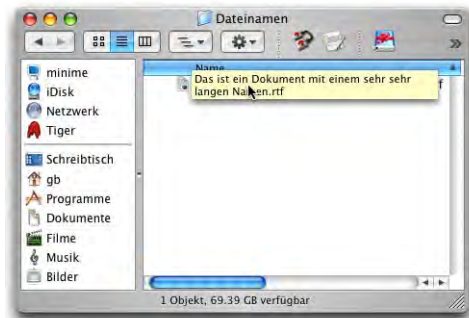 Dateinamen
minime
iDisk
Netzwerk
Tiger
Schreibtisch
gb
Programme
Dokumente
Filme
Musik
Bilder
Name
Das ist ein Dokument mit einem sehr sehr
langen Namen.rtf
1 Objekt, 69.39 GB verfügbar